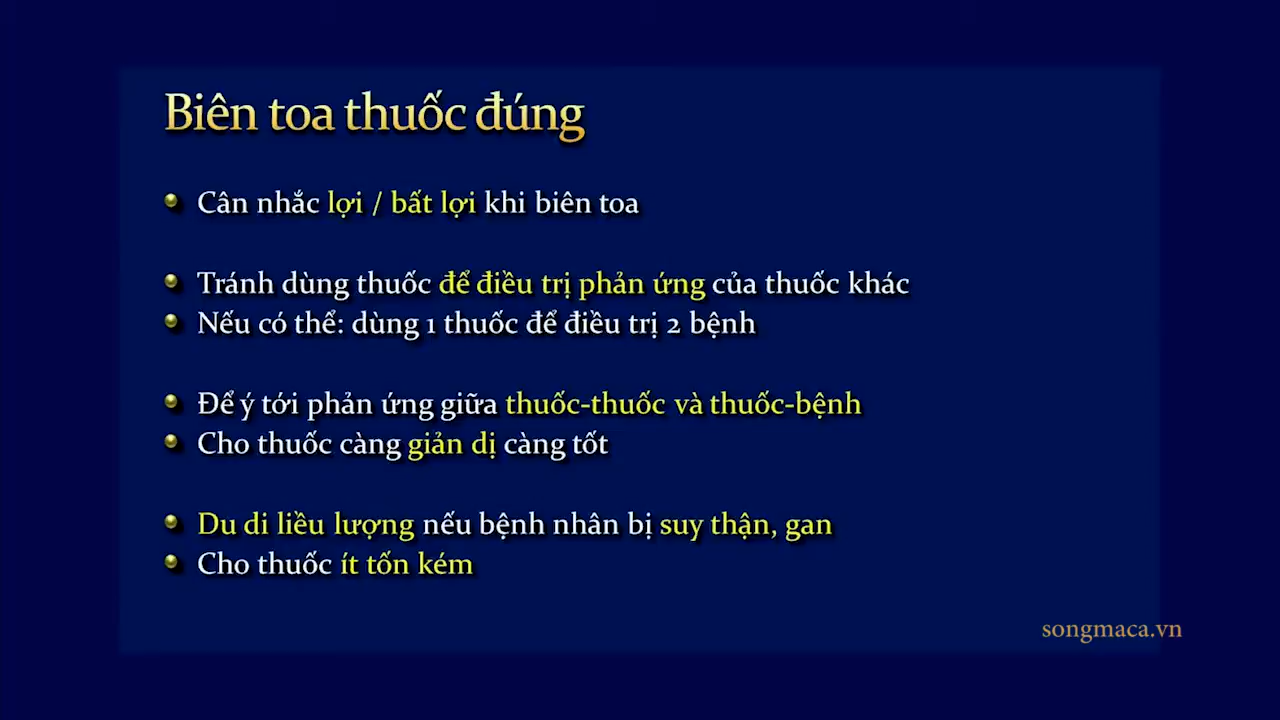 Biên toa thuốc đúng
Cân nhắc lợi / bất lợi khi biên toa
Tránh dùng thuốc để điều trị phản ứng của thuốc khác
Nếu có thể: dùng 1 thuốc để điều trị 2 bệnh
Để ý tới phản ứng giữa thuốc-thuốc và thuốc-bệnh
Cho thuốc càng giản dị càng tốt
Du di liều lượng nếu bệnh nhân bị suy thận, gan
Cho thuốc ít tốn kém
songmaca.vn